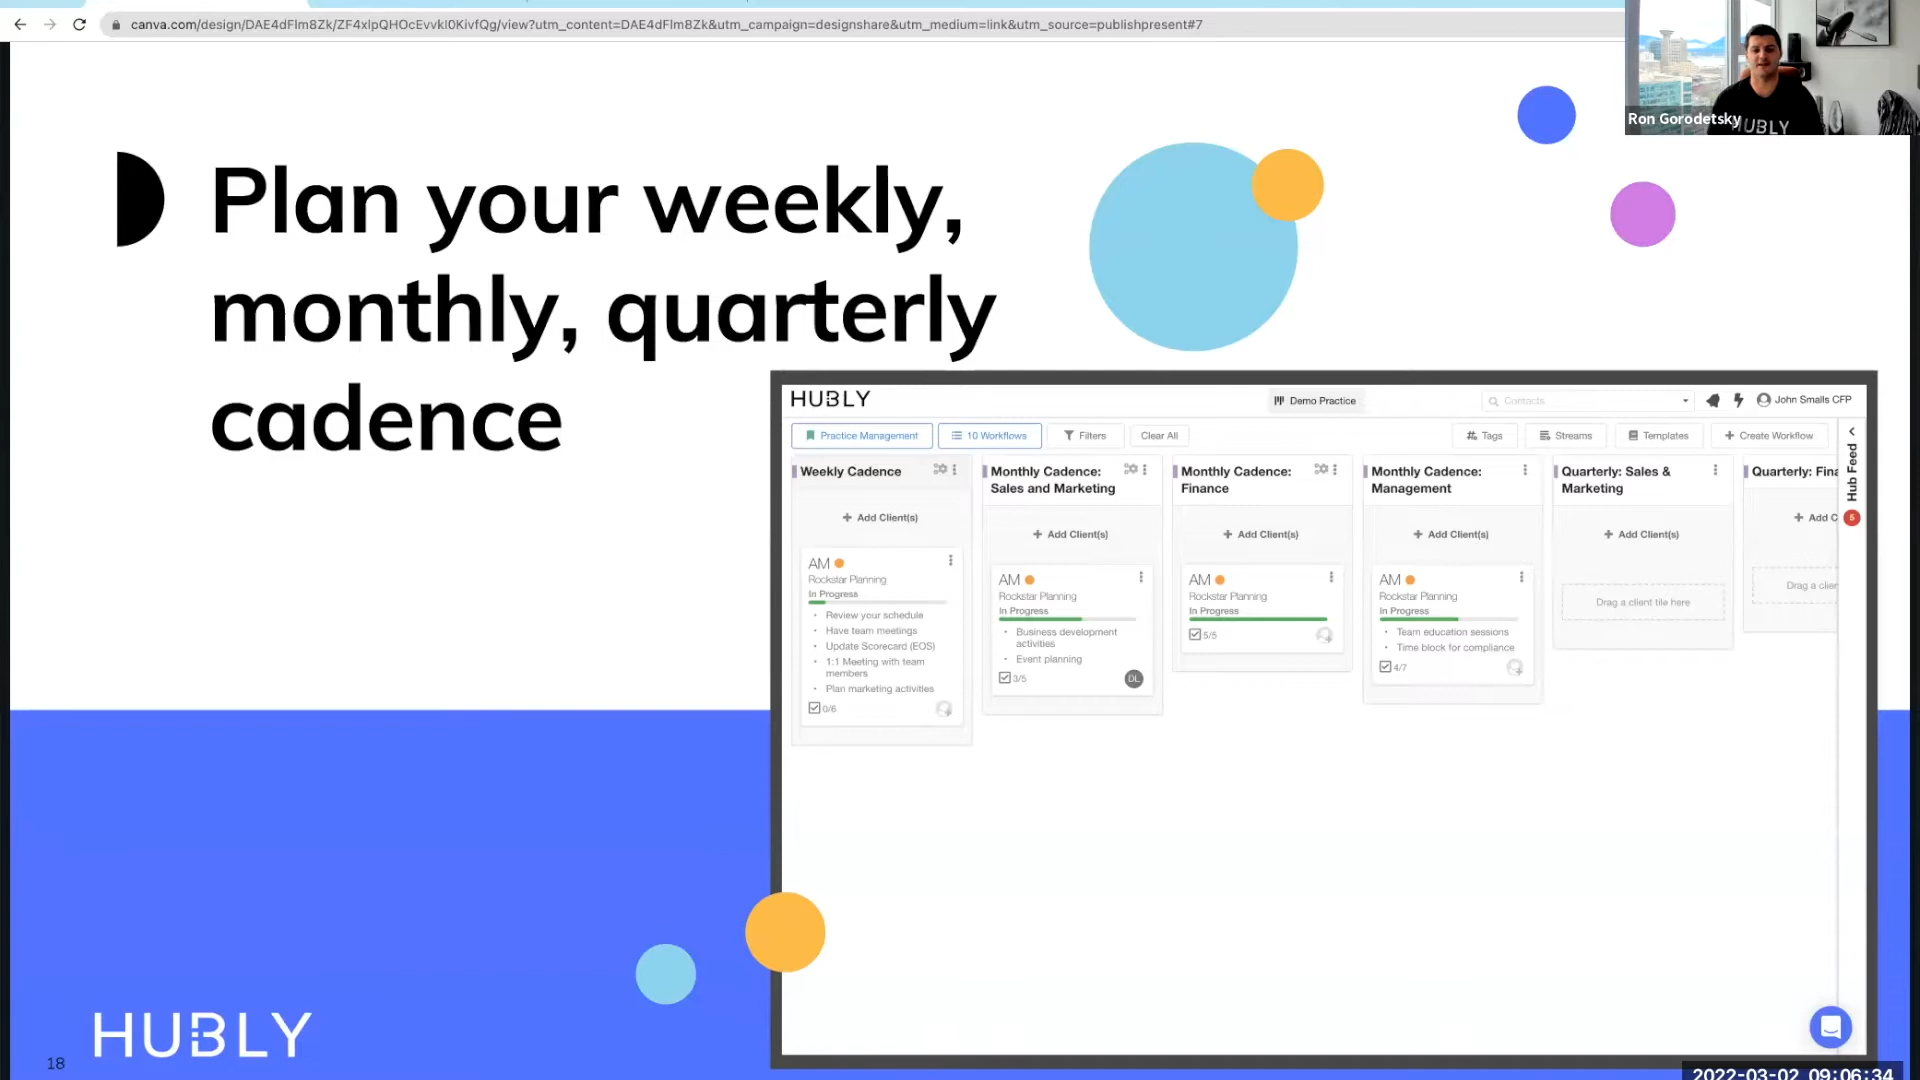 canva.com/design/DAE4dFlm8Zk/ZF4xlpQHOcEvvkl0KivfQg/view?utm_content=DAE4dFlm8Zk&utm_campaign=designshare&utm_medium=link&utm_source=publishpresent#7
Ron Gorodetsky
HUBLY
Plan your weekly,
monthly, quarterly
cadence
HUBLY
Demo Practice
Contacts
John Smalls CFP
Practice Management
10 Workflows
Filters
Clear All
Tags
Streams
Templates
+ Create Workflow
Hub Feed
5
Weekly Cadence
+ Add Client(s)
AM
Rockstar Planning
In Progress
• Review your schedule
• Have team meetings
• Update Scorecard (EOS)
• 1:1 Meeting with team
members
• Plan marketing activities
0/6
Monthly Cadence:
Sales and Marketing
+ Add Client(s)
AM
Rockstar Planning
In Progress
• Business development
activities
• Event planning
3/5
DL
Monthly Cadence:
Finance
+ Add Client(s)
AM
Rockstar Planning
In Progress
5/5
Monthly Cadence:
Management
+ Add Client(s)
AM
Rockstar Planning
In Progress
• Team education sessions
• Time block for compliance
4/7
Quarterly: Sales &
Marketing
+ Add Client(s)
Drag a client tile here
Quarterly: Fina
+ Add C
Drag a clier
HUBLY
18
2022-03-02 09:06:34